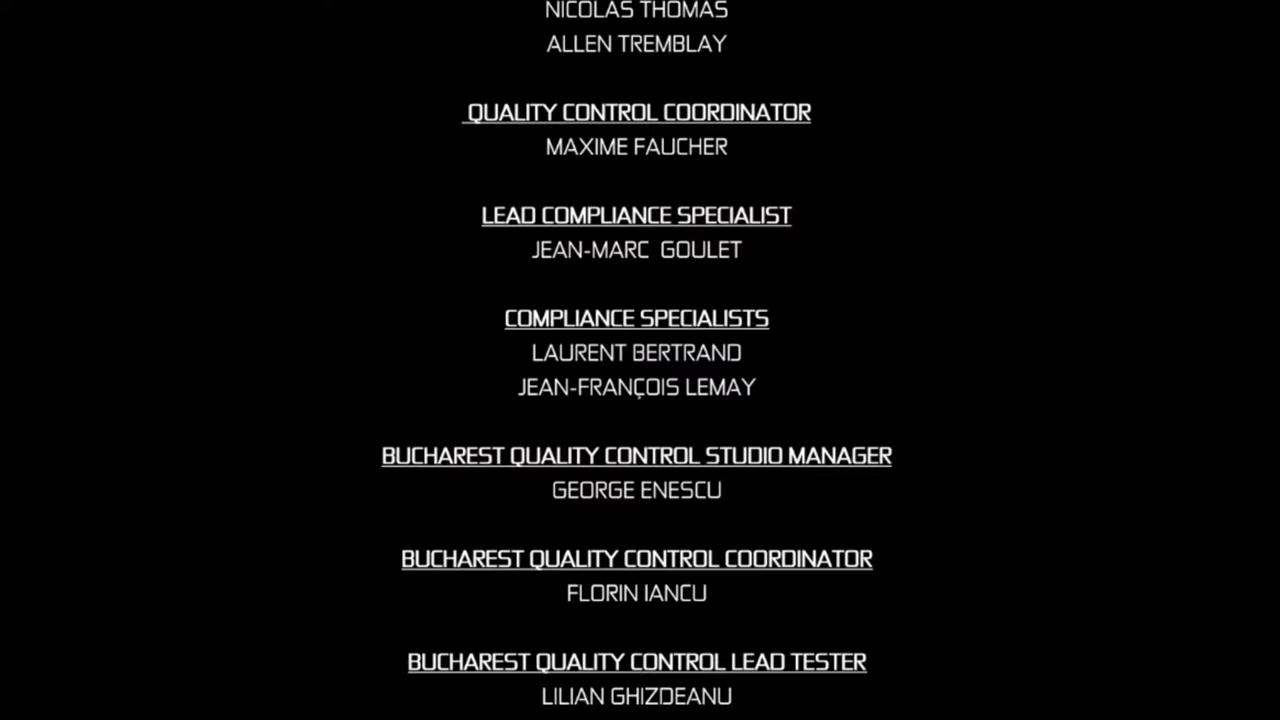 NICOLAS THOMAS
ALLEN TREMBLAY
QUALITY CONTROL COORDINATOR
MAXIME FAUCHER
LEAD COMPLIANCE SPECIALIST
JEAN-MARC GOULET
COMPLIANCE SPECIALISTS
LAURENT BERTRAND
JEAN-FRANÇOIS LEMAY
BUCHAREST QUALITY CONTROL STUDIO MANAGER
GEORGE ENESCU
BUCHAREST QUALITY CONTROL COORDINATOR
FLORIN IANCU
BUCHAREST QUALITY CONTROL LEAD TESTER
LILIAN GHIZDEANU